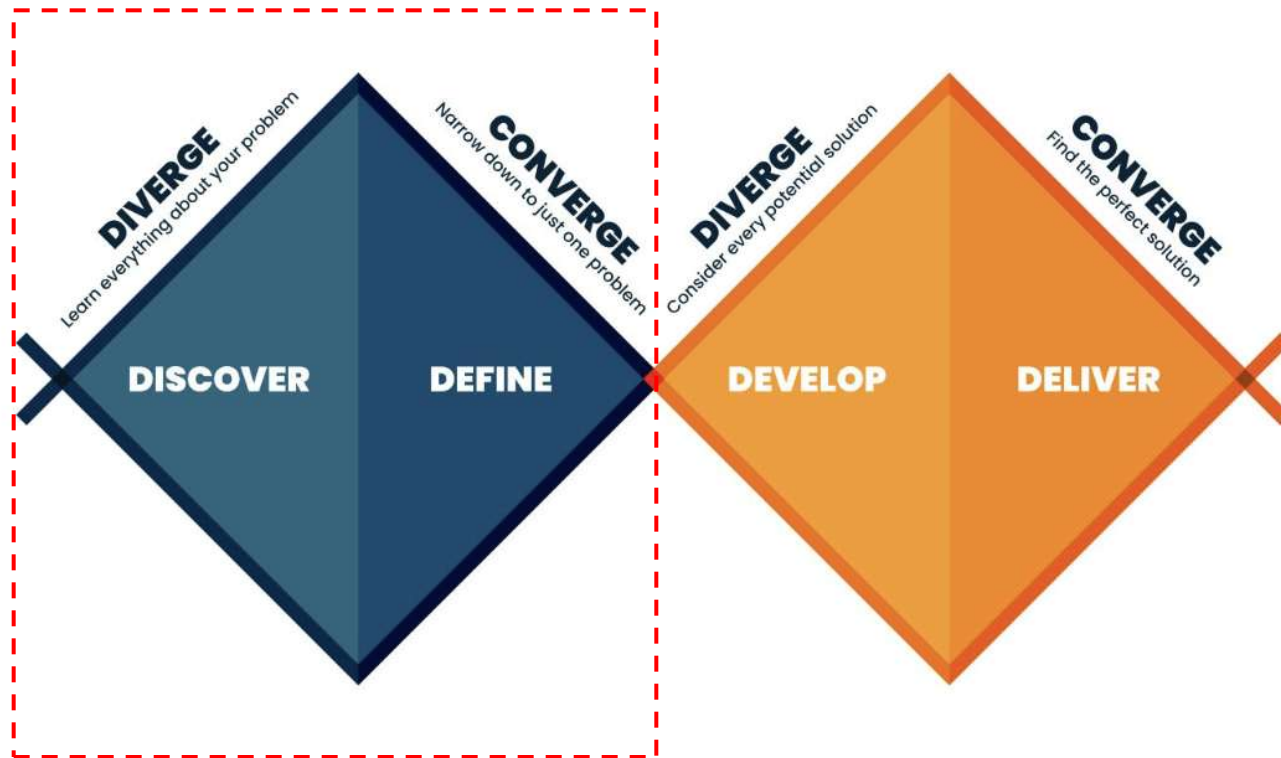 DIVERGE
Learn everything about your problem
CONVERGE
Narrow down to just one problem
DIVERGE
Consider every potential solution
CONVERGE
Find the perfect solution
DISCOVER
DEFINE
DEVELOP
DELIVER